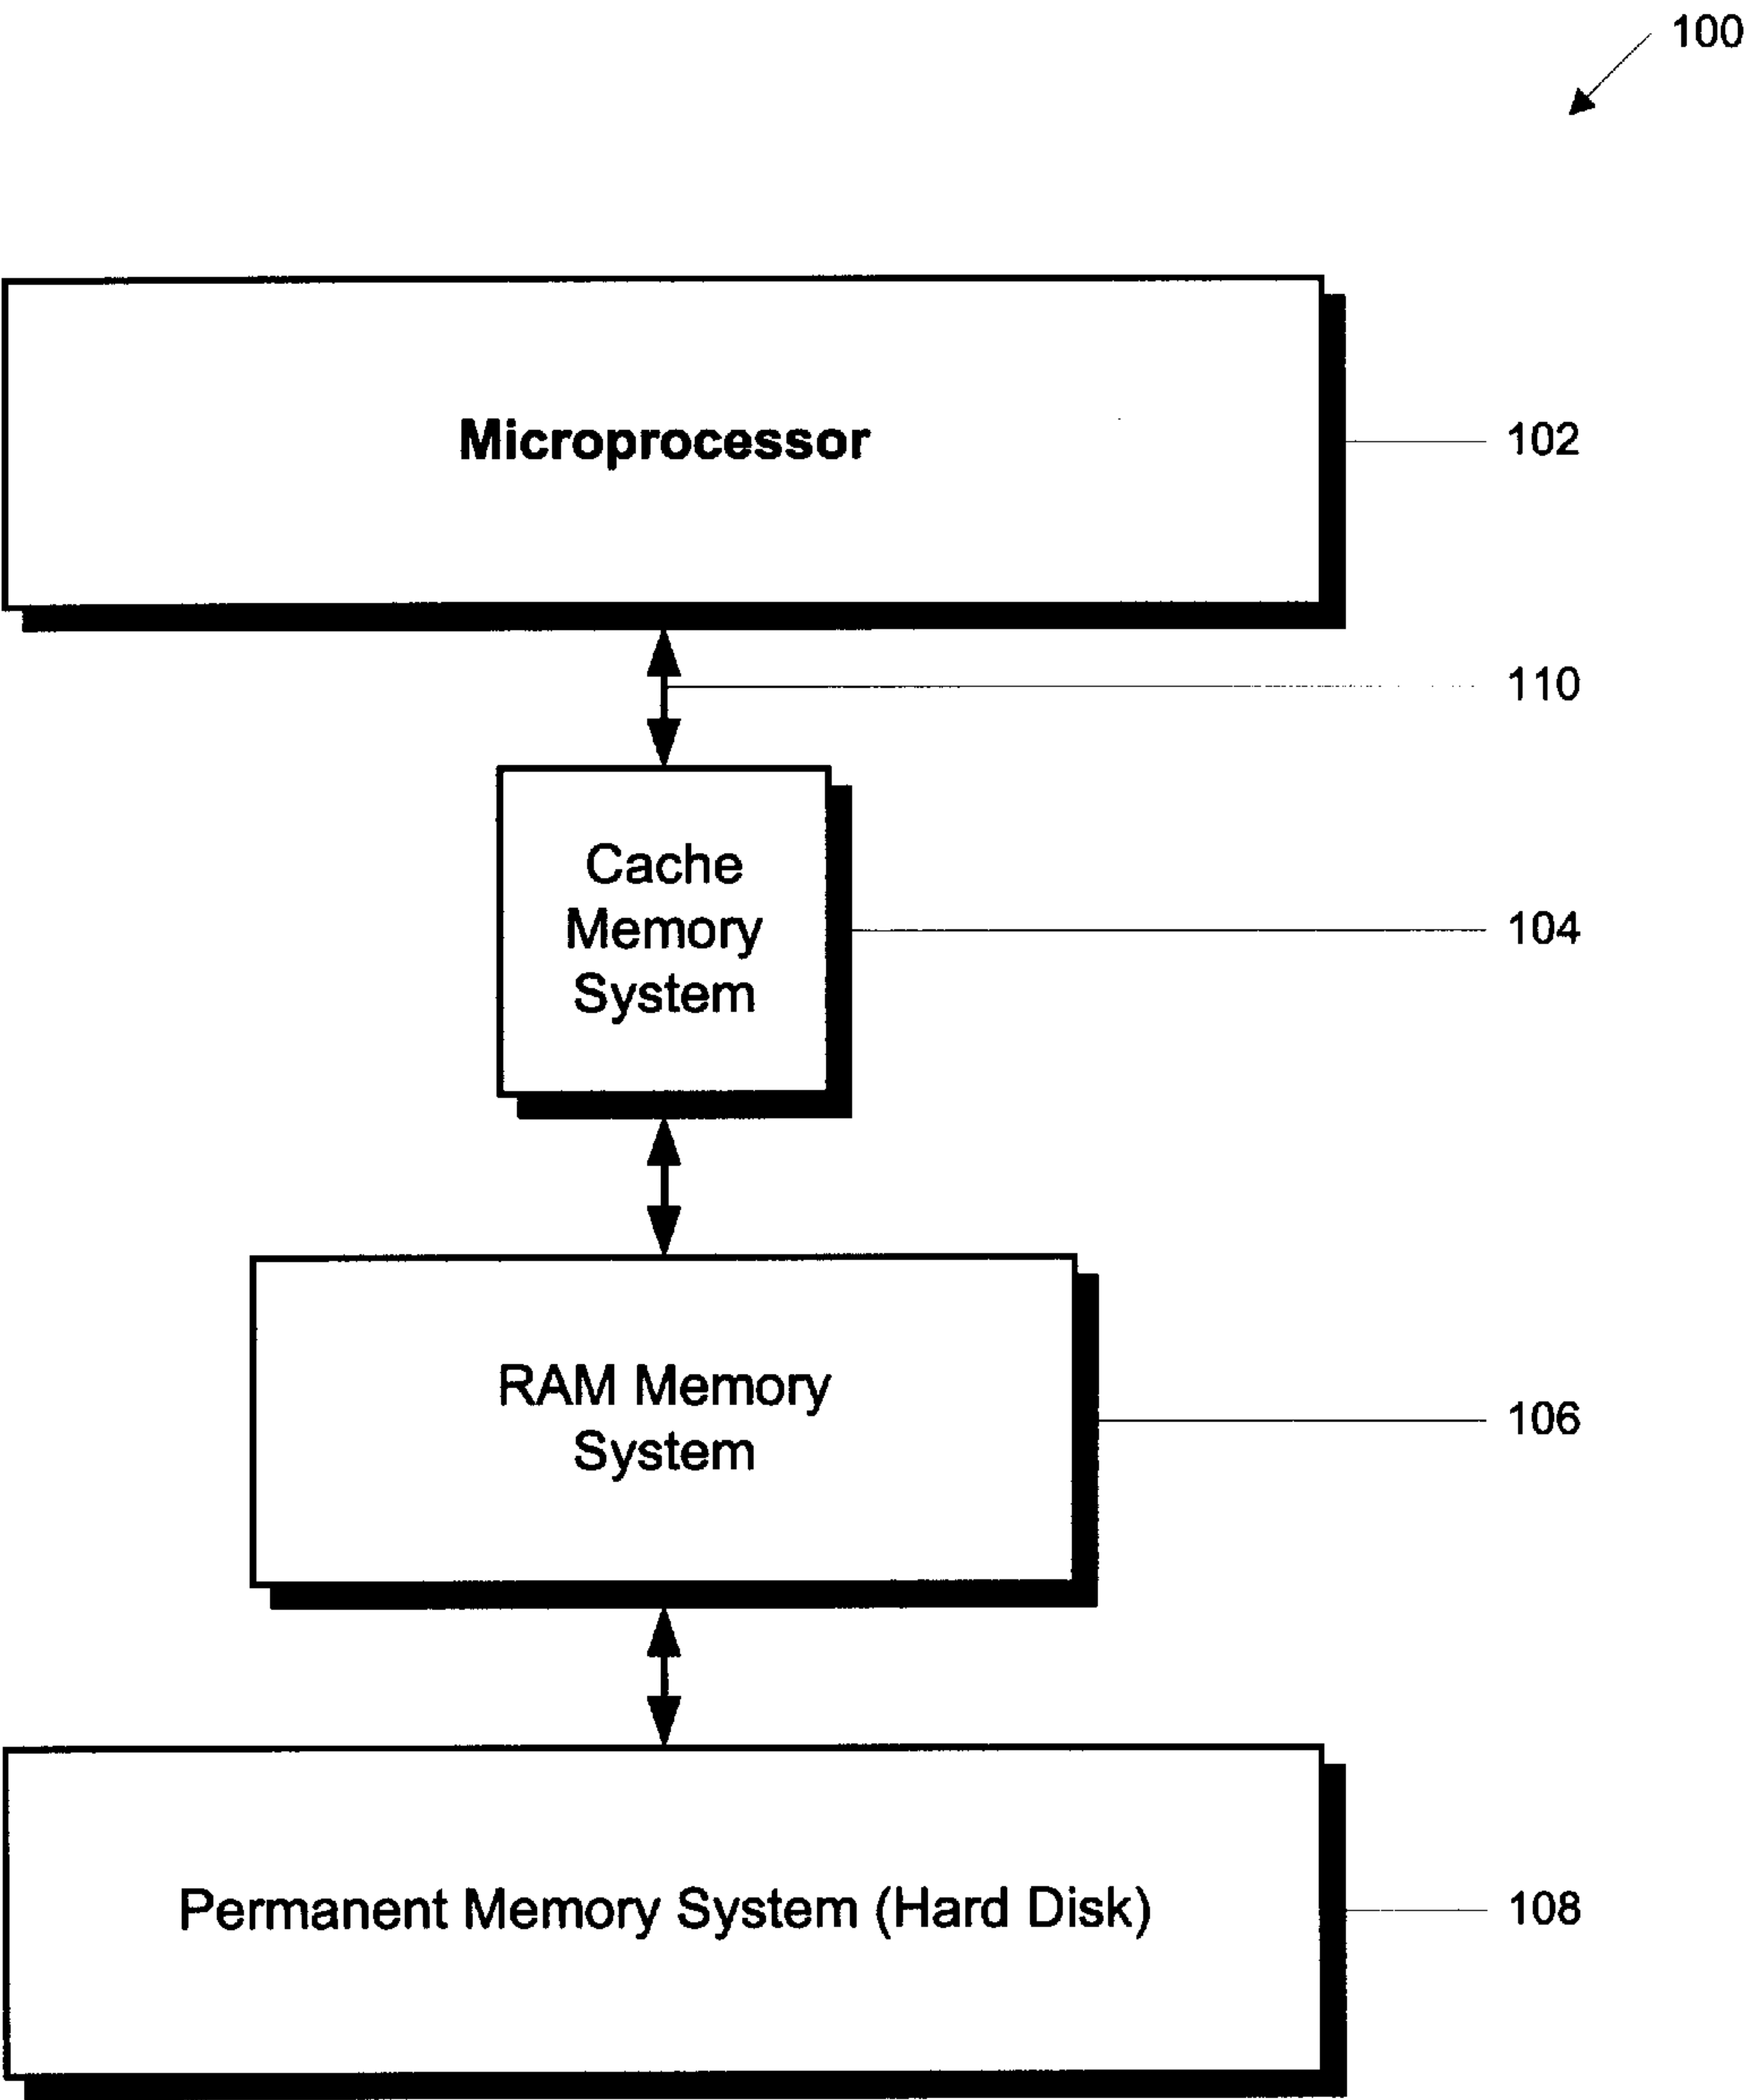 100
Microprocessor
102
110
Cache
Memory
System
104
RAM Memory
System
106
Permanent Memory System (Hard Disk)
108